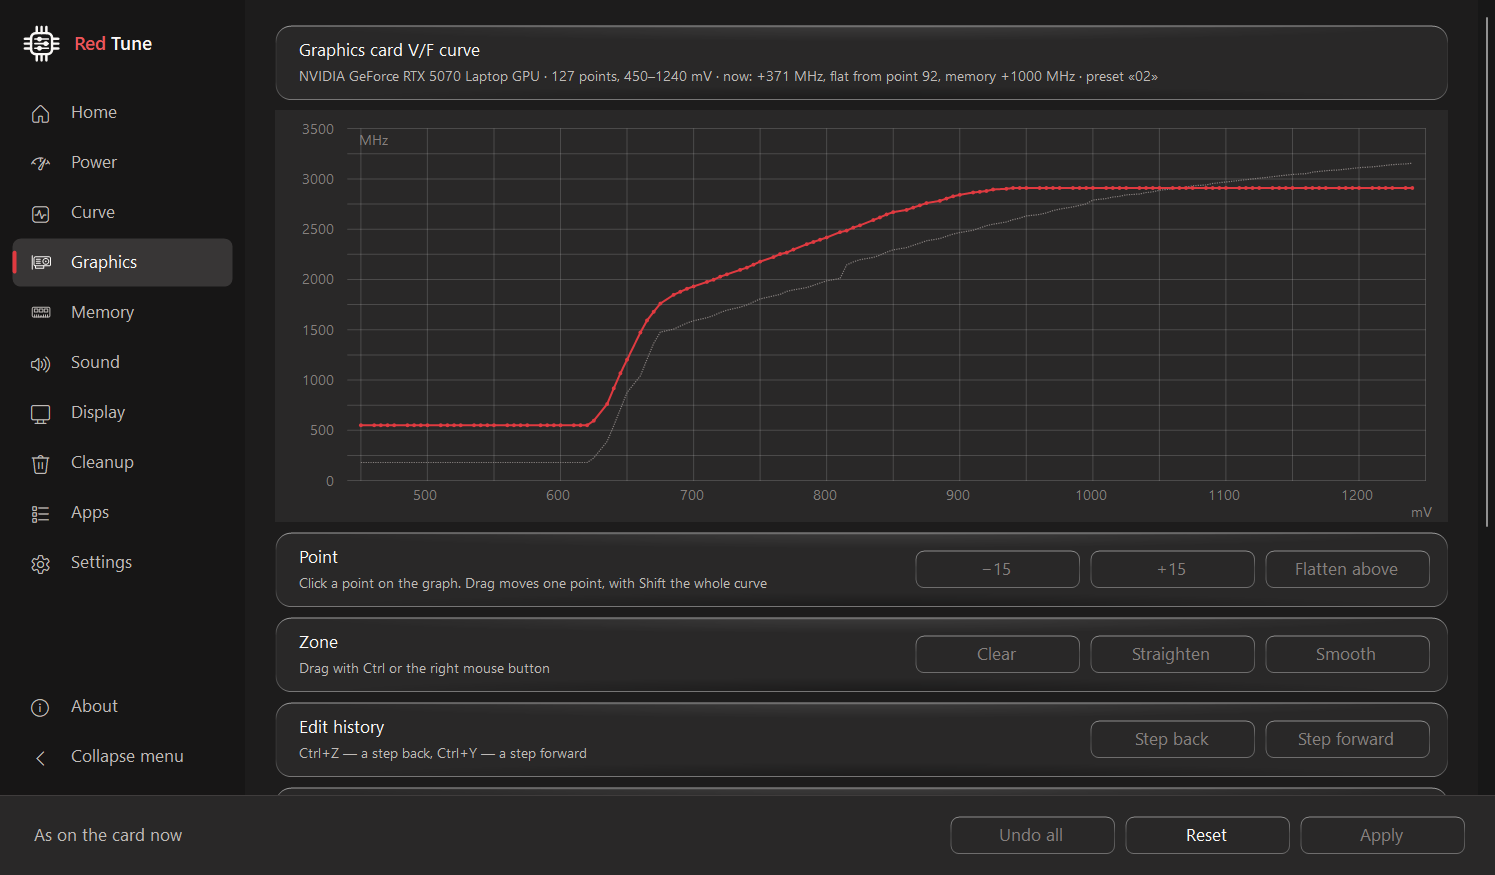 Red Tune
Home
Power
Curve
Graphics
Memory
Sound
Display
Cleanup
Apps
Settings
About
Collapse menu
Graphics card V/F curve
NVIDIA GeForce RTX 5070 Laptop GPU · 127 points, 450–1240 mV · now: +371 MHz, flat from point 92, memory +1000 MHz · preset «02»
MHz
3500
3000
2500
2000
1500
1000
500
0
500 600 700 800 900 1000 1100 1200
mV
Point
Click a point on the graph. Drag moves one point, with Shift the whole curve
−15 +15 Flatten above
Zone
Drag with Ctrl or the right mouse button
Clear Straighten Smooth
Edit history
Ctrl+Z — a step back, Ctrl+Y — a step forward
Step back Step forward
As on the card now
Undo all Reset Apply